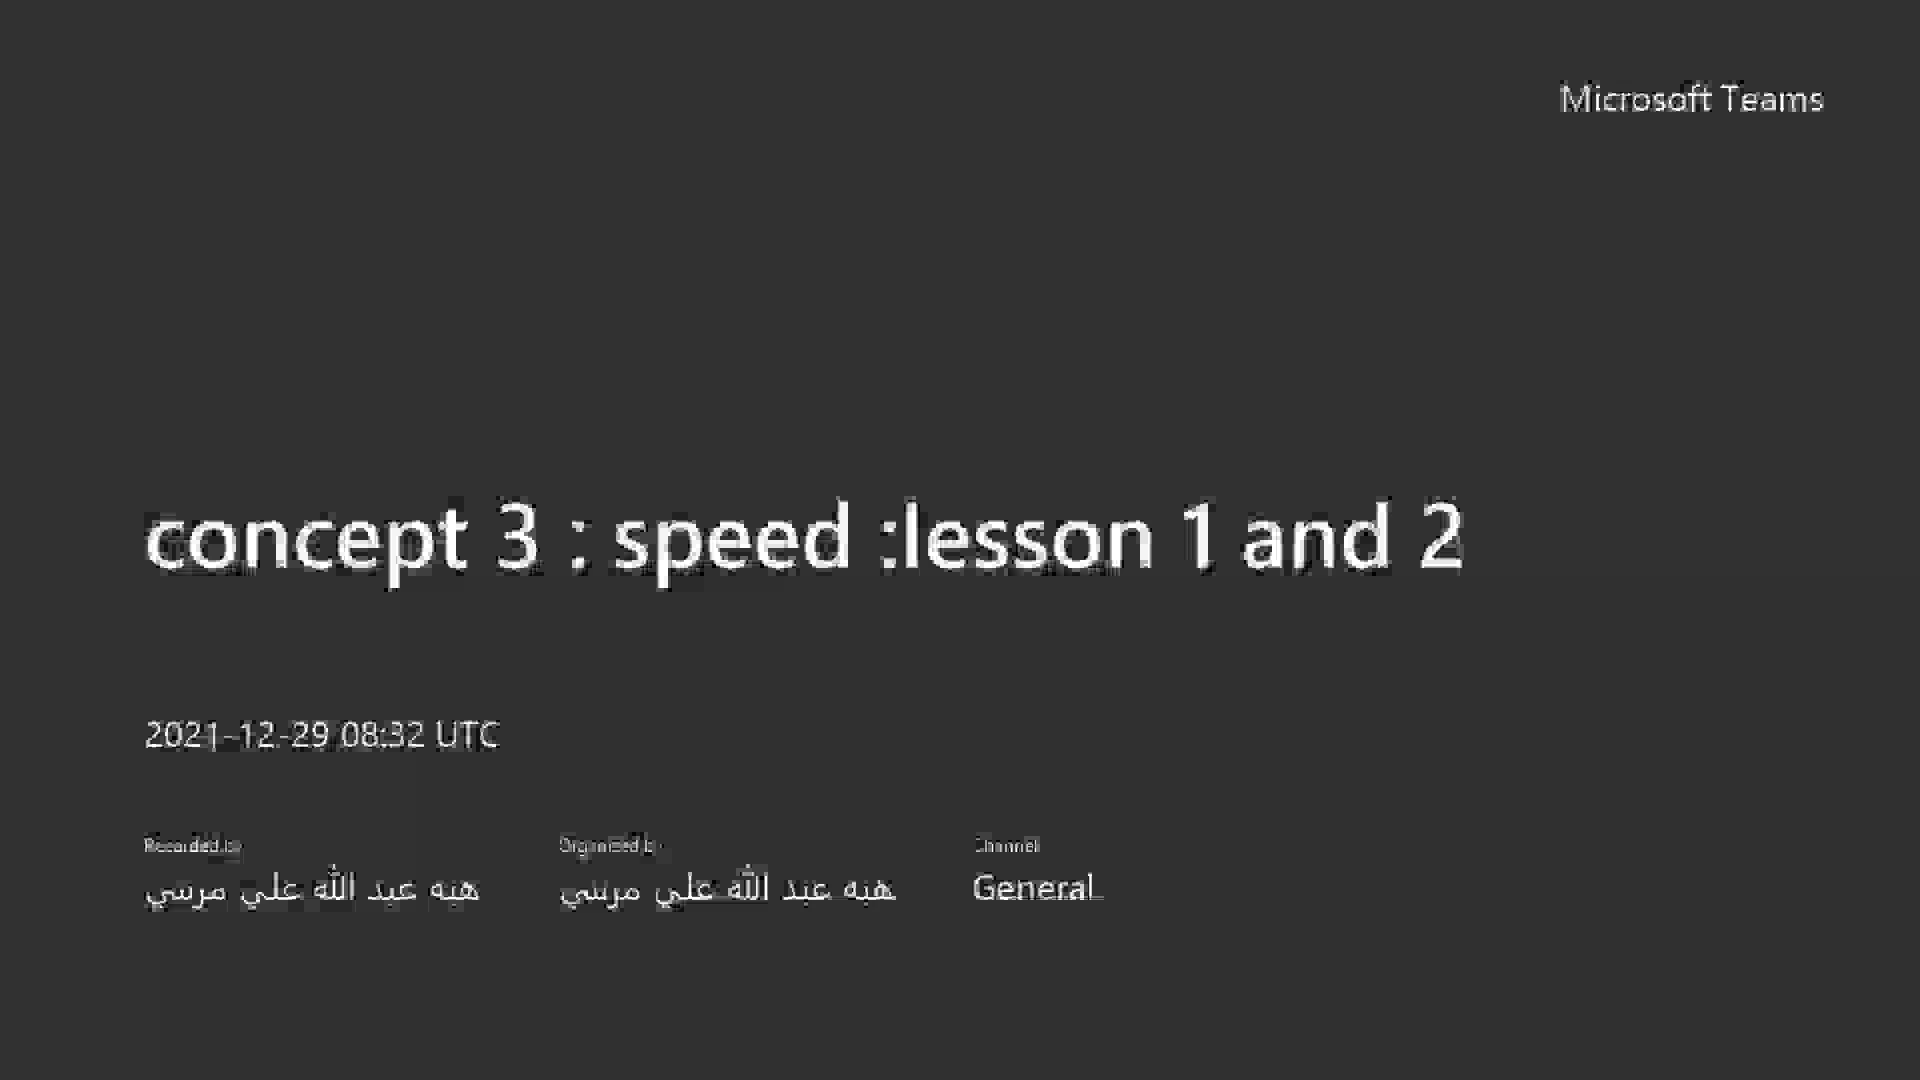 Microsoft Teams
concept 3 : speed :lesson 1 and 2
2021-12-29 08:32 UTC
Recorded by
Organized by
Channel
هبه عبد الله علي مرسي
هبه عبد الله علي مرسي
General